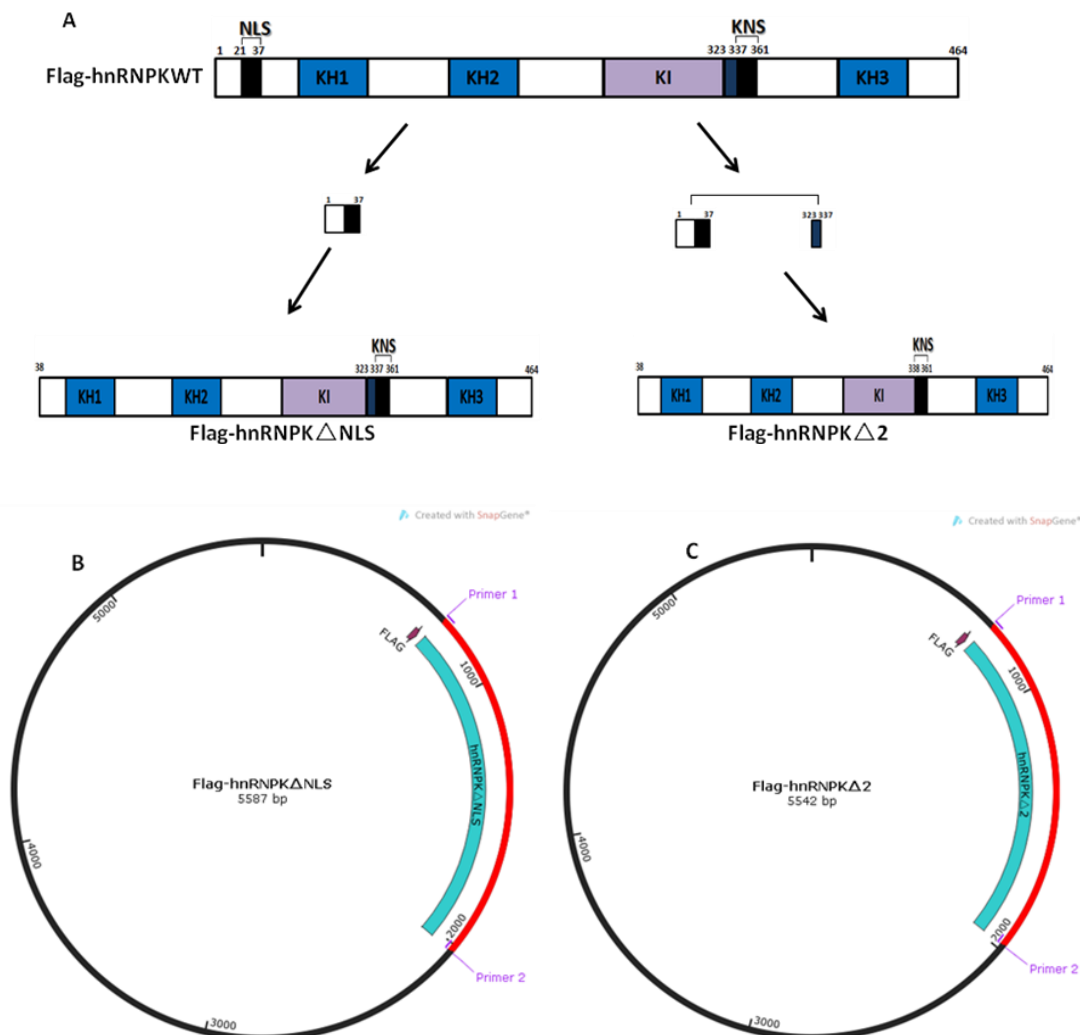 A
NLS
KNS
1 21 37 323 337 361 464
Flag-hnRNPKWT
KH1 KH2 KI KH3
1 37
1 37 323 337
KNS
38 323 337 361 464
KH1 KH2 KI KH3
Flag-hnRNPK△NLS
KNS
38 338 361 464
KH1 KH2 KI KH3
Flag-hnRNPK△2
Created with SnapGene®
B
Primer 1
5000
FLAG
1000
hnRNPK△NLS
Flag-hnRNPKΔNLS
5587 bp
4000
2000
Primer 2
3000
Created with SnapGene®
C
Primer 1
5000
FLAG
1000
hnRNPK△2
Flag-hnRNPKΔ2
5542 bp
4000
2000
Primer 2
3000